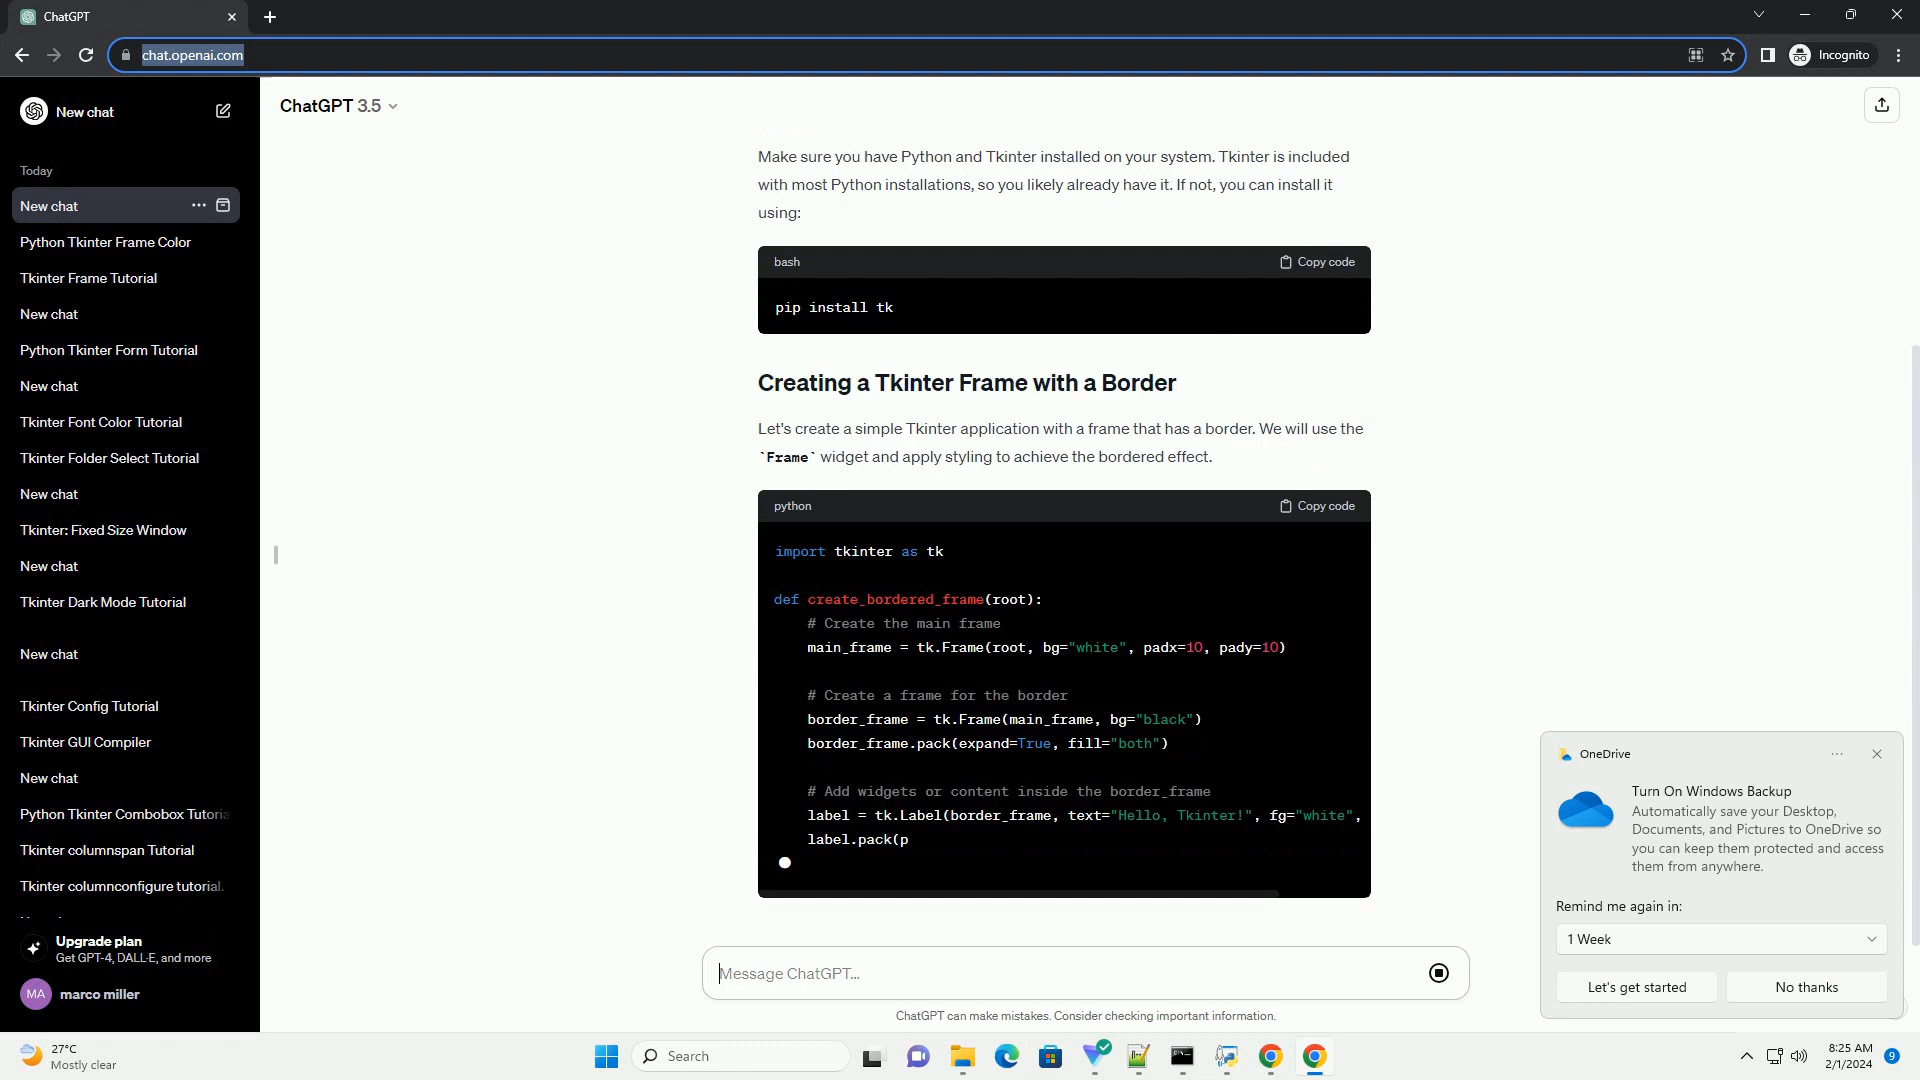 ChatGPT
chat.openai.com
Incognito
New chat
Today
New chat
Python Tkinter Frame Color
Tkinter Frame Tutorial
New chat
Python Tkinter Form Tutorial
New chat
Tkinter Font Color Tutorial
Tkinter Folder Select Tutorial
New chat
Tkinter: Fixed Size Window
New chat
Tkinter Dark Mode Tutorial
New chat
Tkinter Config Tutorial
Tkinter GUI Compiler
New chat
Python Tkinter Combobox Tutoria
Tkinter columnspan Tutorial
Tkinter columnconfigure tutorial.
Upgrade plan
Get GPT-4, DALL·E, and more
MA
marco miller
ChatGPT 3.5
Make sure you have Python and Tkinter installed on your system. Tkinter is included
with most Python installations, so you likely already have it. If not, you can install it
using:
bash
Copy code
pip install tk
Creating a Tkinter Frame with a Border
Let's create a simple Tkinter application with a frame that has a border. We will use the
`Frame` widget and apply styling to achieve the bordered effect.
python
Copy code
import tkinter as tk
def create_bordered_frame(root):
# Create the main frame
main_frame = tk.Frame(root, bg="white", padx=10, pady=10)
# Create a frame for the border
border_frame = tk.Frame(main_frame, bg="black")
border_frame.pack(expand=True, fill="both")
# Add widgets or content inside the border_frame
label = tk.Label(border_frame, text="Hello, Tkinter!", fg="white",
label.pack(p
Message ChatGPT...
ChatGPT can make mistakes. Consider checking important information.
OneDrive
Turn On Windows Backup
Automatically save your Desktop,
Documents, and Pictures to OneDrive so
you can keep them protected and access
them from anywhere.
Remind me again in:
1 Week
Let's get started
No thanks
27°C
Mostly clear
Search
8:25 AM
2/1/2024
9